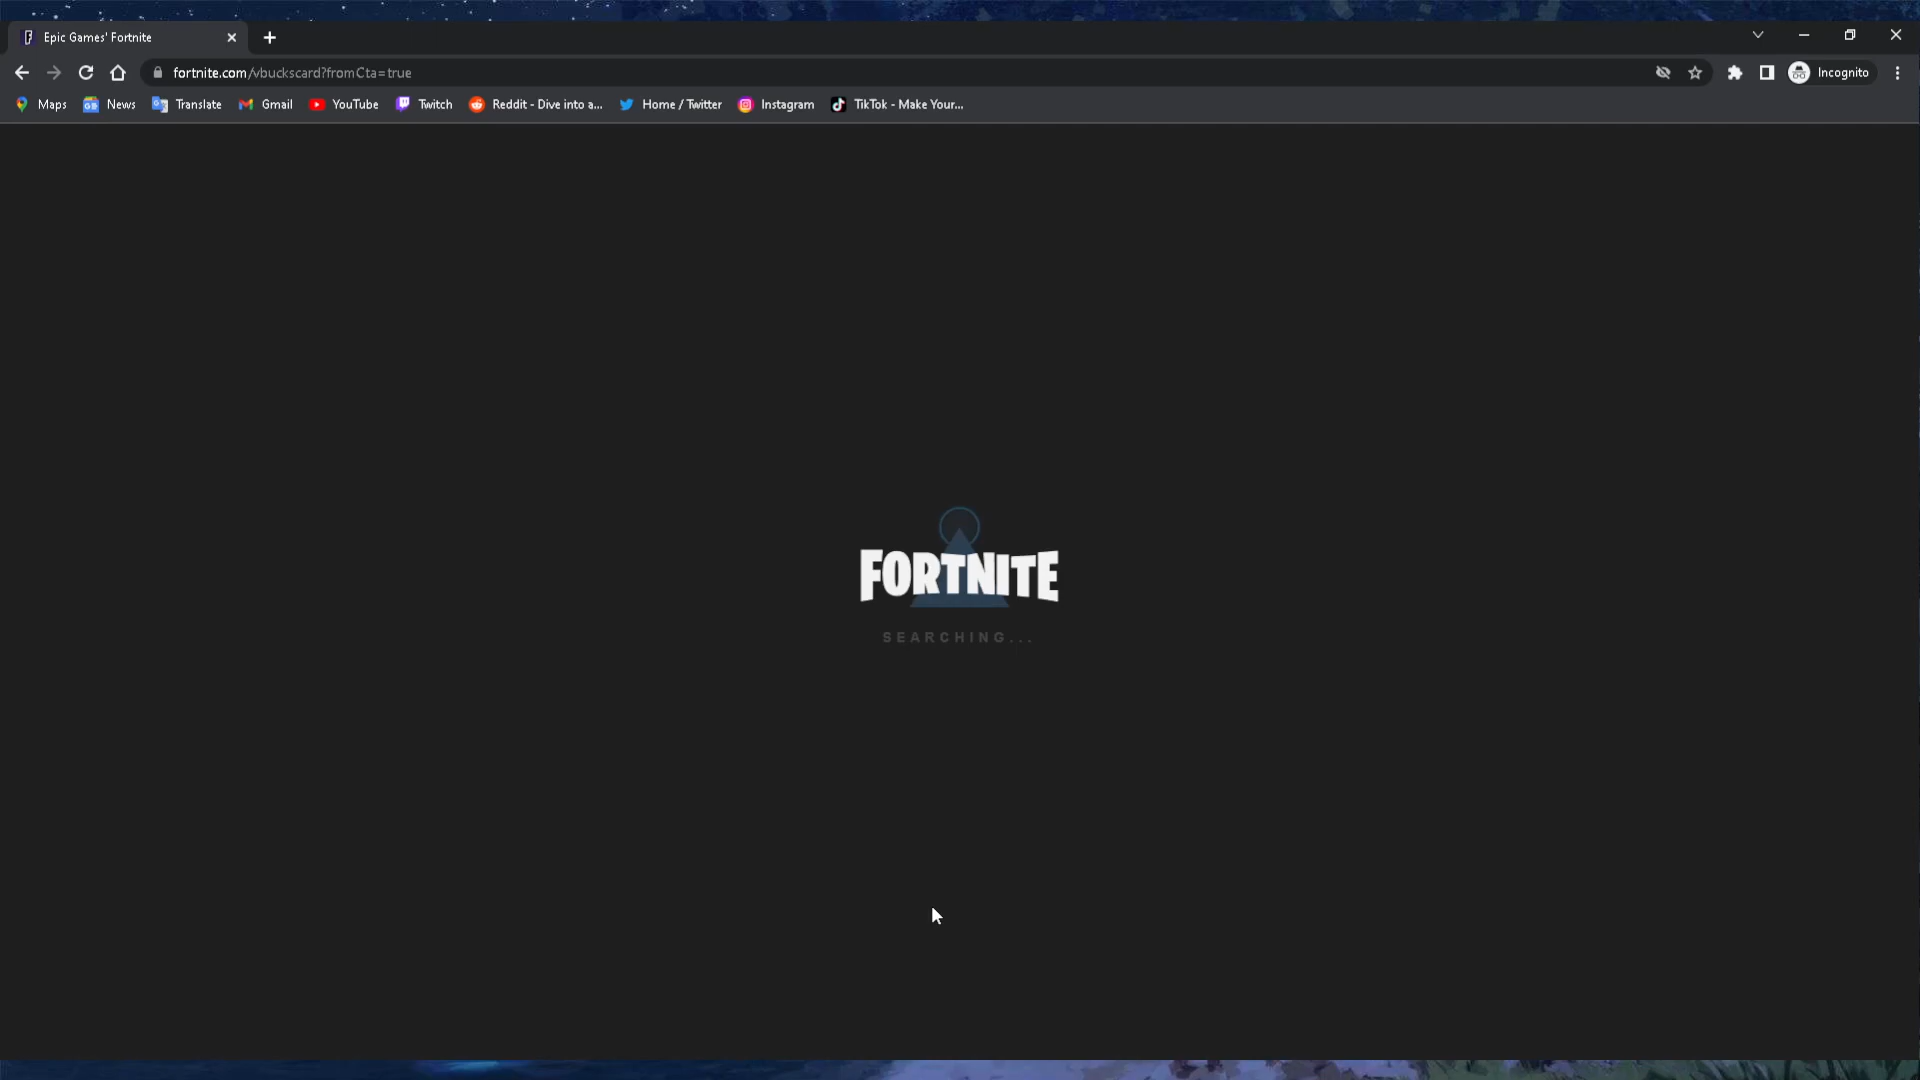 Epic Games' Fortnite
fortnite.com/vbuckscard?fromCta=true
Incognito
Maps News Translate Gmail YouTube Twitch Reddit - Dive into a... Home / Twitter Instagram TikTok - Make Your...
FORTNITE
SEARCHING...